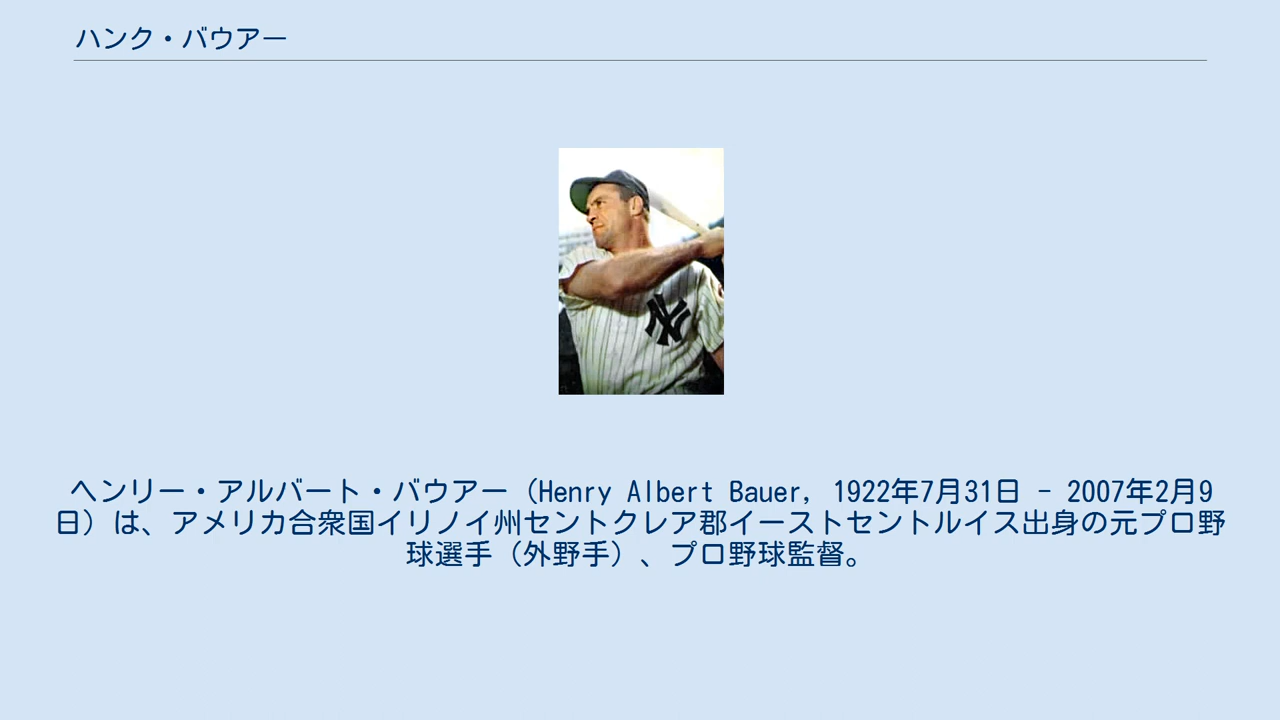 ハンク・バウアー
NY
ヘンリー・アルバート・バウアー（Henry Albert Bauer, 1922年7月31日 - 2007年2月9
日）は、アメリカ合衆国イリノイ州セントクレア郡イーストセントルイス出身の元プロ野
球選手（外野手）、プロ野球監督。